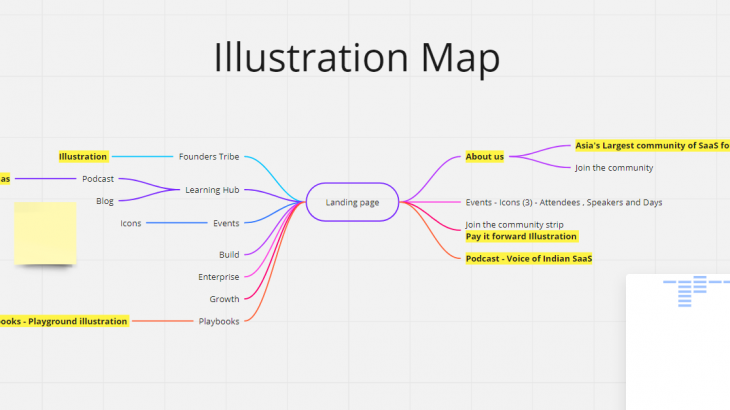 Illustration Map
Illustration
Founders Tribe
as
Podcast
Learning Hub
Blog
Icons
Events
Build
Enterprise
Growth
ooks - Playground illustration
Playbooks
Landing page
About us
Asia's Largest community of SaaS fo
Join the community
Events - Icons (3) - Attendees , Speakers and Days
Join the community strip
Pay it forward Illustration
Podcast - Voice of Indian SaaS